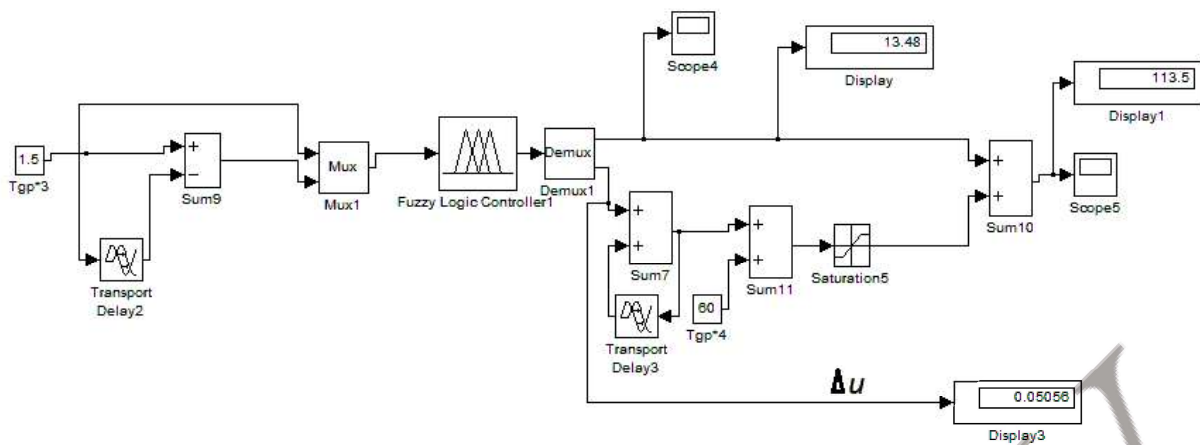 13.48
Scope4
Display
113.5
Display1
1.5
Tgp*3
+
−
Sum9
Mux
Mux1
Fuzzy Logic Controller1
Demux
Demux1
+
+
Sum10
Scope5
Transport
Delay2
+
+
Sum7
+
+
Sum11
Saturation5
60
Tgp*4
Transport
Delay3
Δu
0.05056
Display3